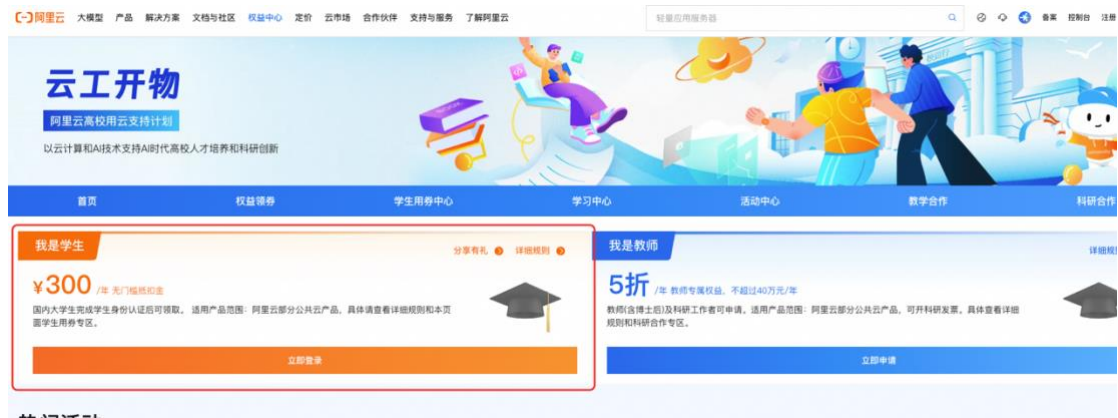 阿里云 大模型 产品 解决方案 文档与社区 权益中心 定价 云市场 合作伙伴 支持与服务 了解阿里云 轻量应用服务器 备案 控制台 注册
云工开物
阿里云高校用云支持计划
以云计算和AI技术支持AI时代高校人才培养和科研创新
首页 权益领券 学生用券中心 学习中心 活动中心 教学合作 科研合作
我是学生 分享有礼 详细规则 我是教师
¥300 /年 无门槛抵扣金 5折 /年 教师专属权益，不超过40万元/年
国内大学生完成学生身份认证后可领取， 适用产品范围：阿里云部分公共云产品，具体请查看详细规则和本页
面学生用券专区。
教师(含博士后)及科研工作者可申请，适用产品范围：阿里云部分公共云产品，可开科研发票，具体查看详细
规则和科研合作专区。
立即登录 立即申请